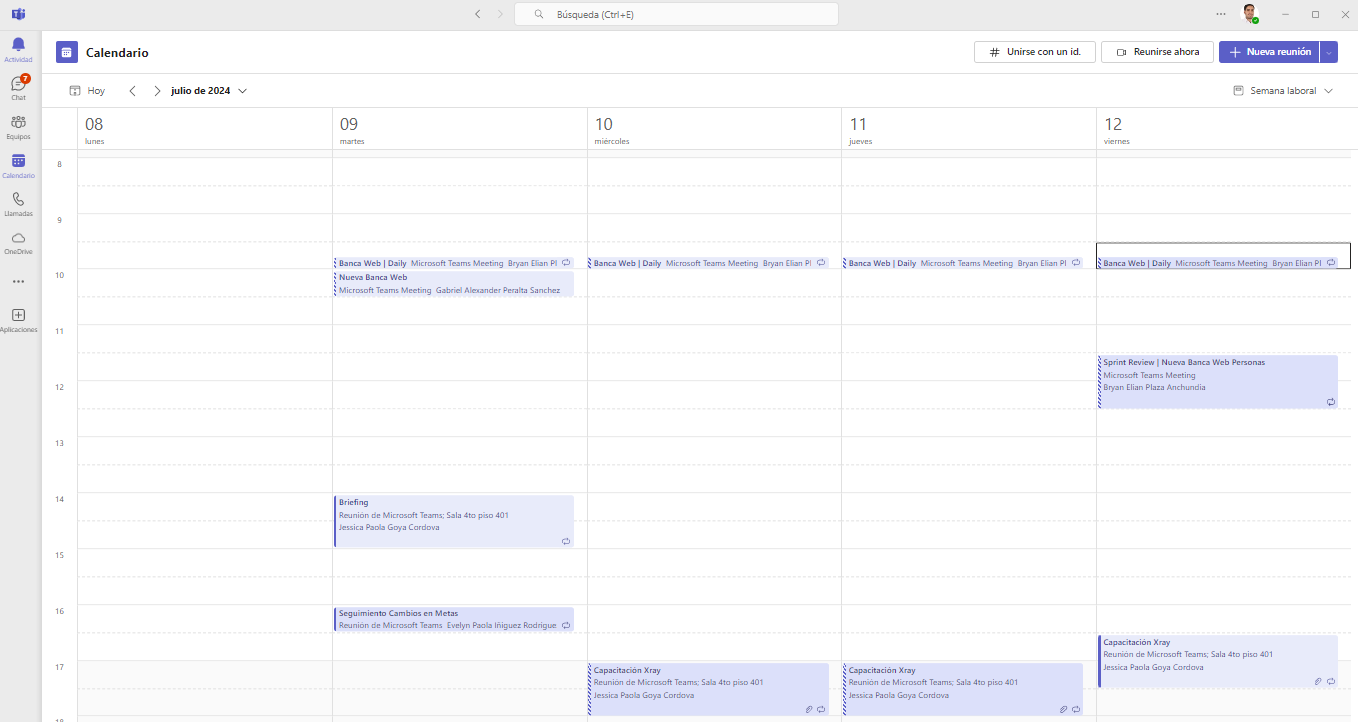 Búsqueda (Ctrl+E)
Actividad
7
Chat
Equipos
Calendario
Llamadas
OneDrive
Aplicaciones
Calendario
Unirse con un id.
Reunirse ahora
Nueva reunión
Hoy
julio de 2024
Semana laboral
08
lunes
09
martes
10
miércoles
11
jueves
12
viernes
8
9
Banca Web | Daily Microsoft Teams Meeting Bryan Elian Pl
Banca Web | Daily Microsoft Teams Meeting Bryan Elian Pl
Banca Web | Daily Microsoft Teams Meeting Bryan Elian Pl
Banca Web | Daily Microsoft Teams Meeting Bryan Elian Pl
10
Nueva Banca Web
Microsoft Teams Meeting Gabriel Alexander Peralta Sanchez
11
Sprint Review | Nueva Banca Web Personas
Microsoft Teams Meeting
Bryan Elian Plaza Anchundia
12
13
14
Briefing
Reunión de Microsoft Teams; Sala 4to piso 401
Jessica Paola Goya Cordova
15
16
Seguimiento Cambios en Metas
Reunión de Microsoft Teams Evelyn Paola Iñiguez Rodrigue
Capacitación Xray
Reunión de Microsoft Teams; Sala 4to piso 401
Jessica Paola Goya Cordova
17
Capacitación Xray
Reunión de Microsoft Teams; Sala 4to piso 401
Jessica Paola Goya Cordova
Capacitación Xray
Reunión de Microsoft Teams; Sala 4to piso 401
Jessica Paola Goya Cordova